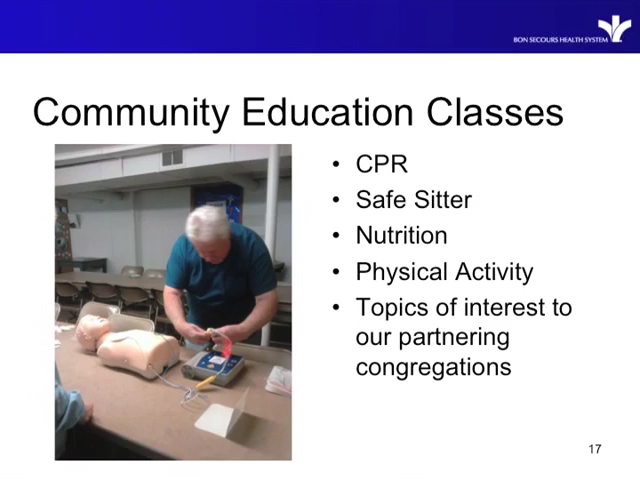 BON SECOURS HEALTH SYSTEM
Community Education Classes
• CPR
• Safe Sitter
• Nutrition
• Physical Activity
• Topics of interest to
our partnering
congregations
17